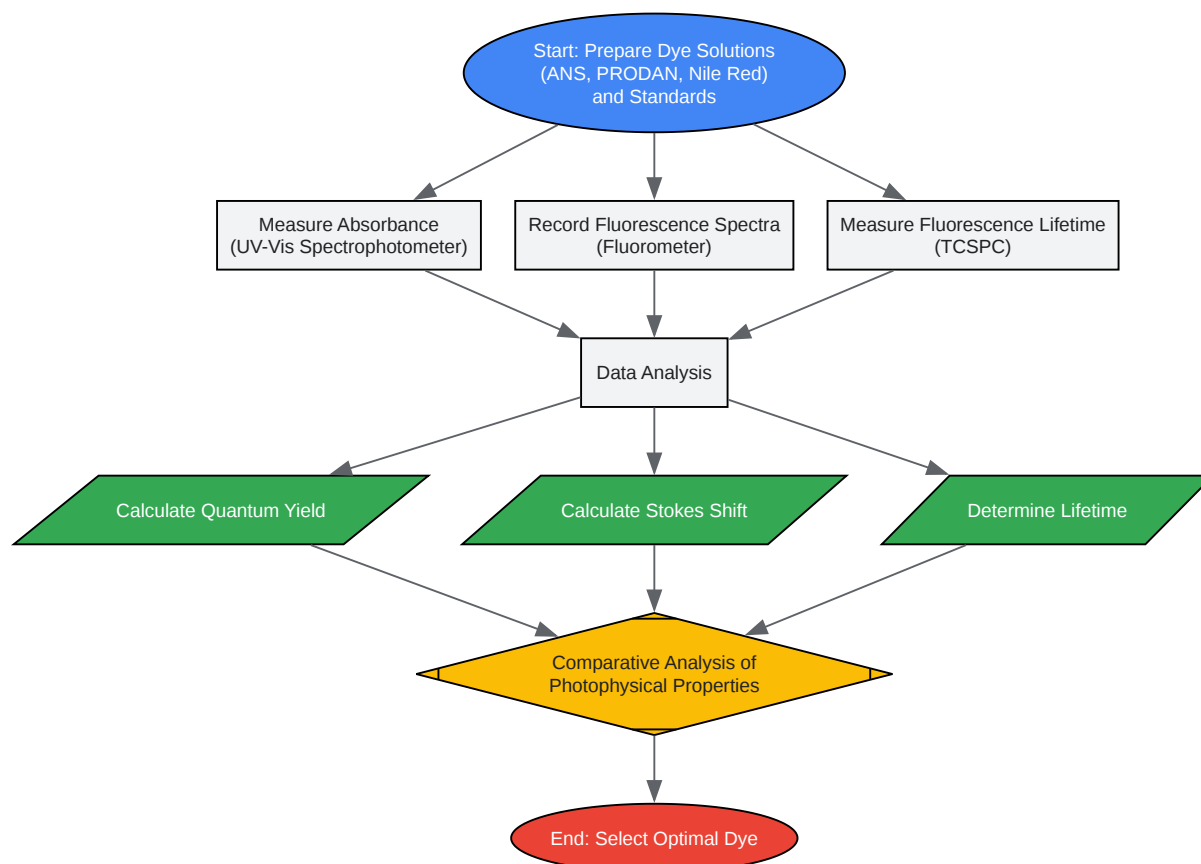 Start: Prepare Dye Solutions
(ANS, PRODAN, Nile Red)
and Standards
Measure Absorbance
(UV-Vis Spectrophotometer)
Record Fluorescence Spectra
(Fluorometer)
Measure Fluorescence Lifetime
(TCSPC)
Data Analysis
Calculate Quantum Yield
Calculate Stokes Shift
Determine Lifetime
Comparative Analysis of
Photophysical Properties
End: Select Optimal Dye